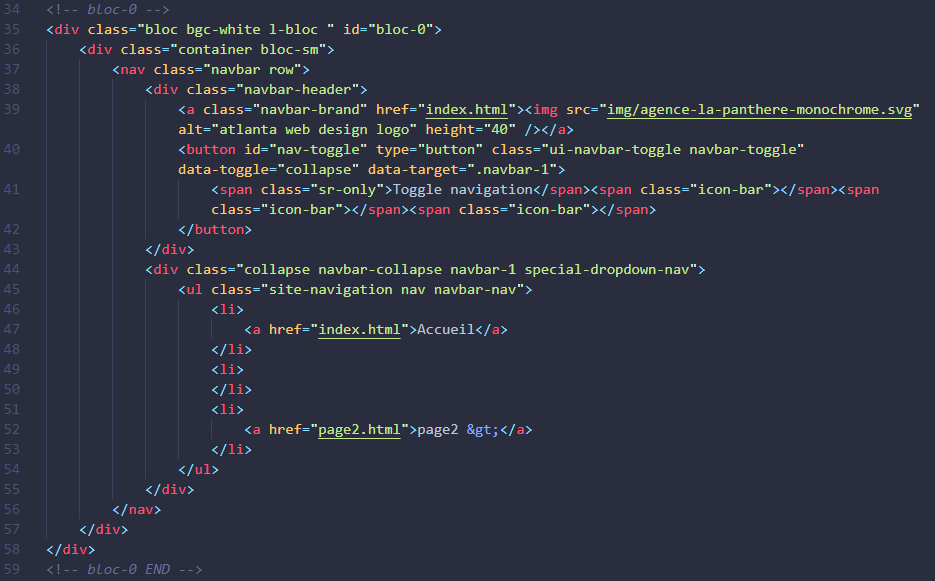 34 <!-- bloc-0 -->
35 <div class="bloc bgc-white l-bloc " id="bloc-0">
36 <div class="container bloc-sm">
37 <nav class="navbar row">
38 <div class="navbar-header">
39 <a class="navbar-brand" href="index.html"><img src="img/agence-la-panthere-monochrome.svg"
alt="atlanta web design logo" height="40" /></a>
40 <button id="nav-toggle" type="button" class="ui-navbar-toggle navbar-toggle"
data-toggle="collapse" data-target=".navbar-1">
41 <span class="sr-only">Toggle navigation</span><span class="icon-bar"></span><span
class="icon-bar"></span><span class="icon-bar"></span>
42 </button>
43 </div>
44 <div class="collapse navbar-collapse navbar-1 special-dropdown-nav">
45 <ul class="site-navigation nav navbar-nav">
46 <li>
47 <a href="index.html">Accueil</a>
48 </li>
49 <li>
50 </li>
51 <li>
52 <a href="page2.html">page2 &gt;</a>
53 </li>
54 </ul>
55 </div>
56 </nav>
57 </div>
58 </div>
59 <!-- bloc-0 END -->